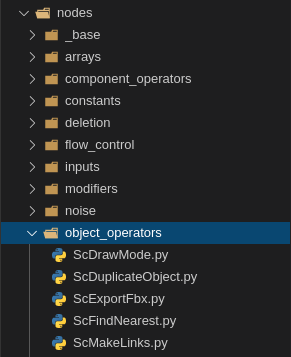 nodes
_base
arrays
component_operators
constants
deletion
flow_control
inputs
modifiers
noise
object_operators
ScDrawMode.py
ScDuplicateObject.py
ScExportFbx.py
ScFindNearest.py
ScMakeLinks.py